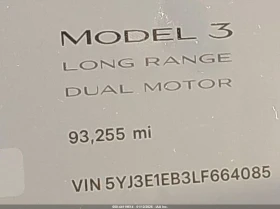 MODEL 3
LONG RANGE
DUAL MOTOR
93,255 mi
VIN 5YJ3E1EB3LF664085